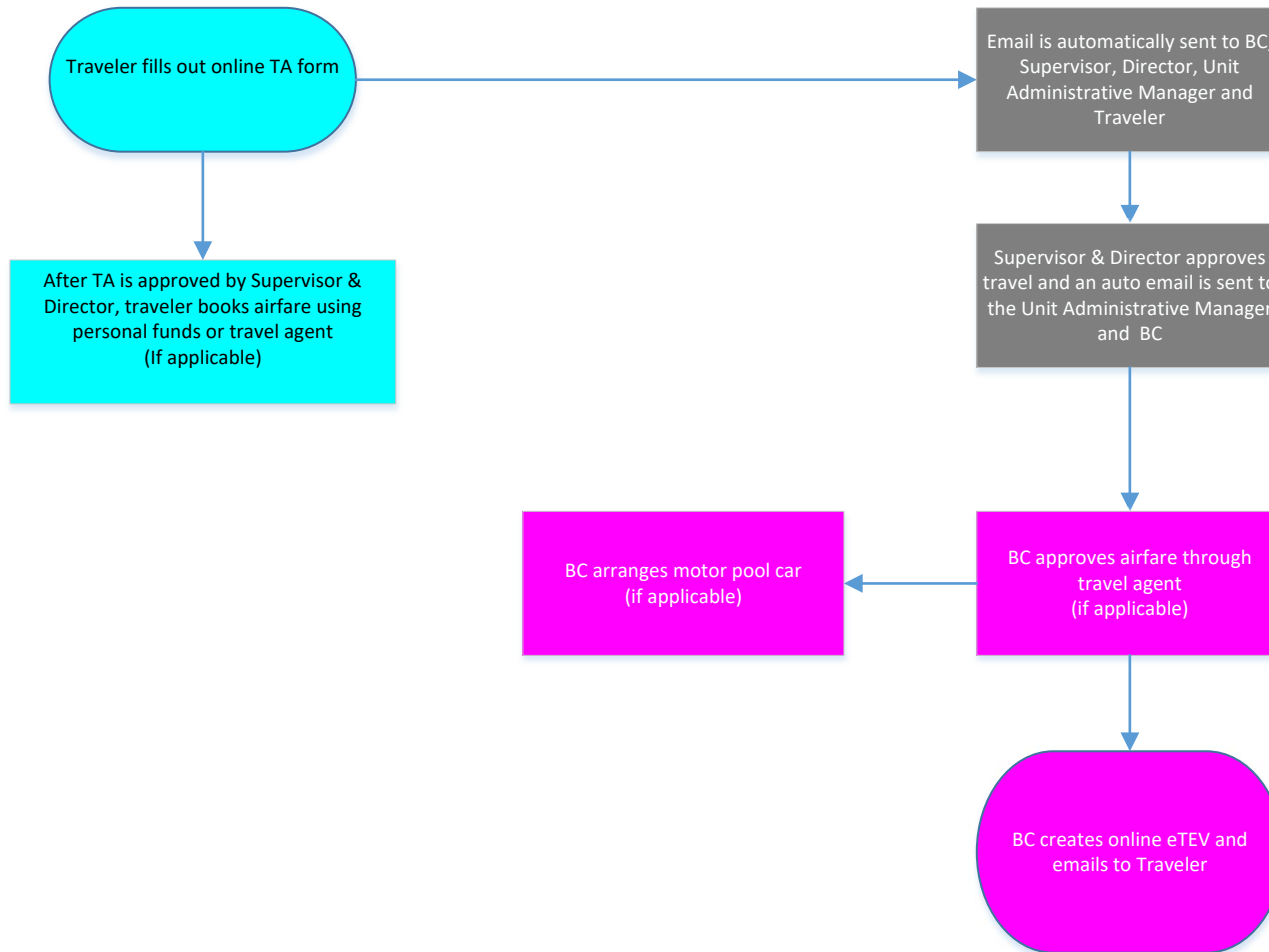 Traveler fills out online TA form
Email is automatically sent to BC,
Supervisor, Director, Unit
Administrative Manager and
Traveler
After TA is approved by Supervisor &
Director, traveler books airfare using
personal funds or travel agent
(If applicable)
Supervisor & Director approves
travel and an auto email is sent to
the Unit Administrative Manager
and  BC
BC arranges motor pool car
(if applicable)
BC approves airfare through
travel agent
(if applicable)
BC creates online eTEV and
emails to Traveler